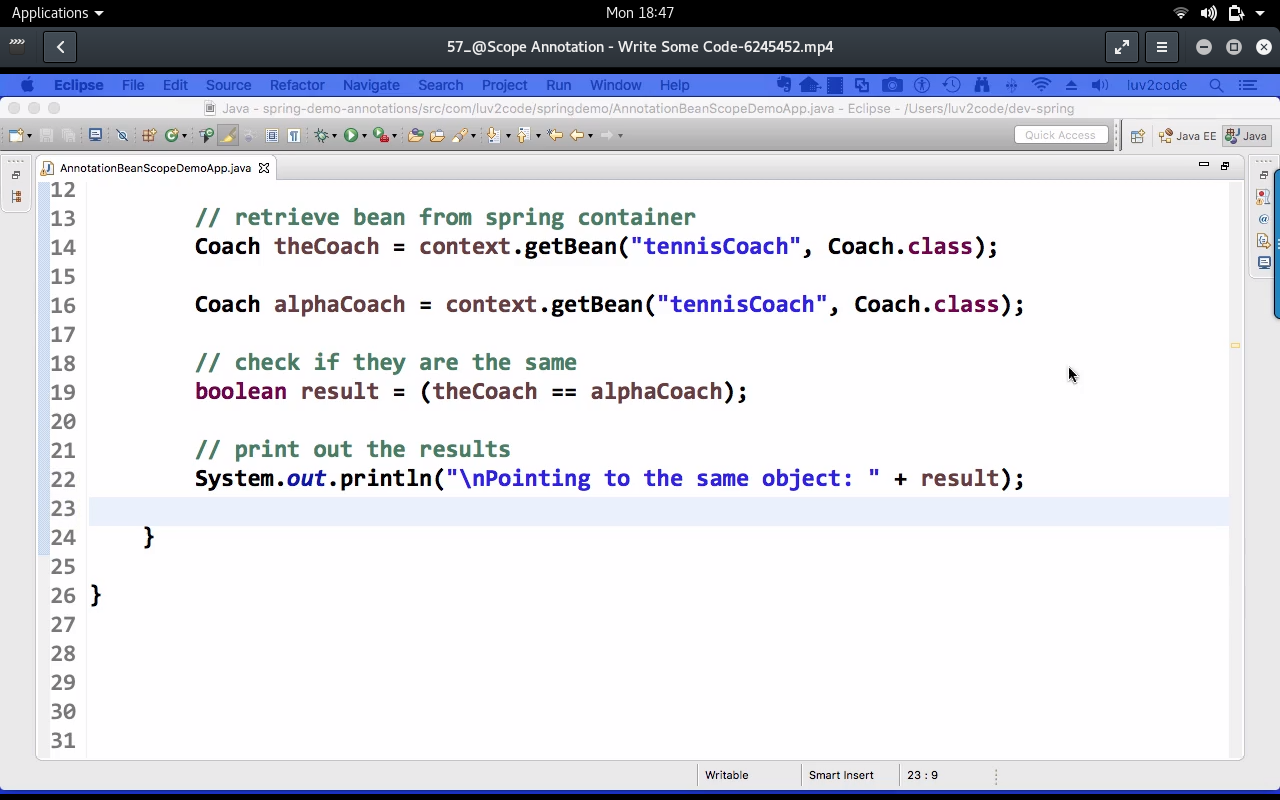 Applications
Mon 18:47
57_@Scope Annotation - Write Some Code-6245452.mp4
Eclipse File Edit Source Refactor Navigate Search Project Run Window Help luv2code
Java - spring-demo-annotations/src/com/luv2code/springdemo/AnnotationBeanScopeDemoApp.java - Eclipse - /Users/luv2code/dev-spring
Quick Access Java EE Java
AnnotationBeanScopeDemoApp.java
12
13 // retrieve bean from spring container
14 Coach theCoach = context.getBean("tennisCoach", Coach.class);
15
16 Coach alphaCoach = context.getBean("tennisCoach", Coach.class);
17
18 // check if they are the same
19 boolean result = (theCoach == alphaCoach);
20
21 // print out the results
22 System.out.println("\nPointing to the same object: " + result);
23
24 }
25
26 }
27
28
29
30
31
Writable Smart Insert 23 : 9